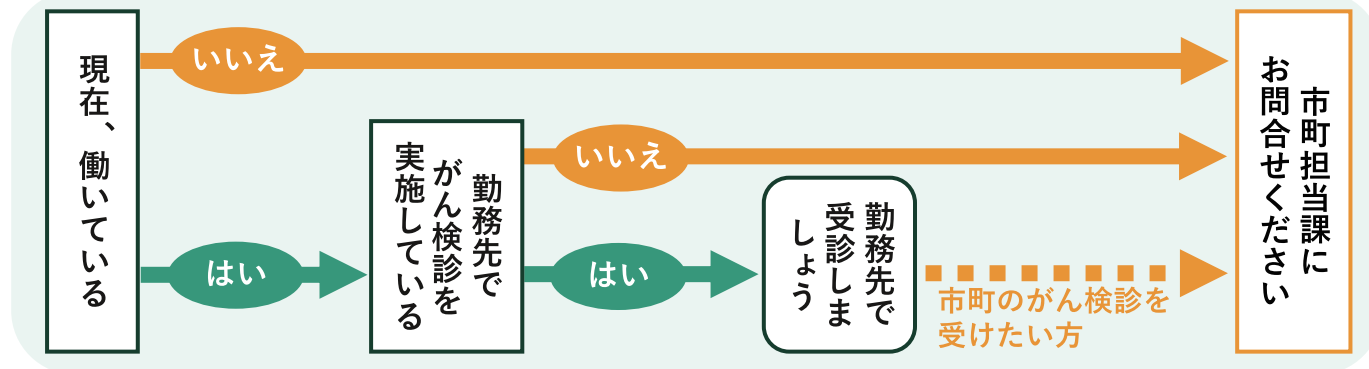 現在、働いている
いいえ
はい
勤務先で
がん検診を
実施している
いいえ
はい
勤務先で
受診しま
しょう
市町のがん検診を
受けたい方
市町担当課に
お問合せください